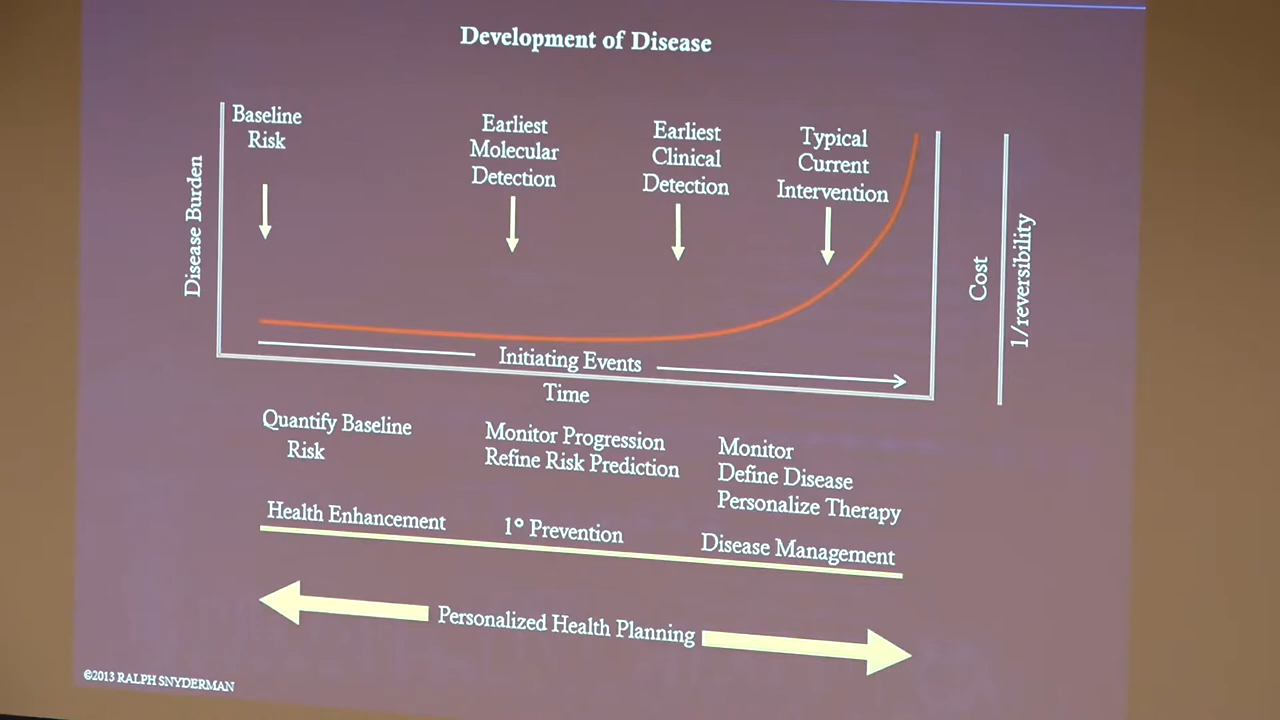 Development of Disease
Baseline
Risk
Earliest
Molecular
Detection
Earliest
Clinical
Detection
Typical
Current
Intervention
Disease Burden
Cost
1/reversibility
Initiating Events
Time
Quantify Baseline
Risk
Monitor Progression
Refine Risk Prediction
Monitor
Define Disease
Personalize Therapy
Health Enhancement
1° Prevention
Disease Management
Personalized Health Planning
©2013 RALPH SNYDERMAN